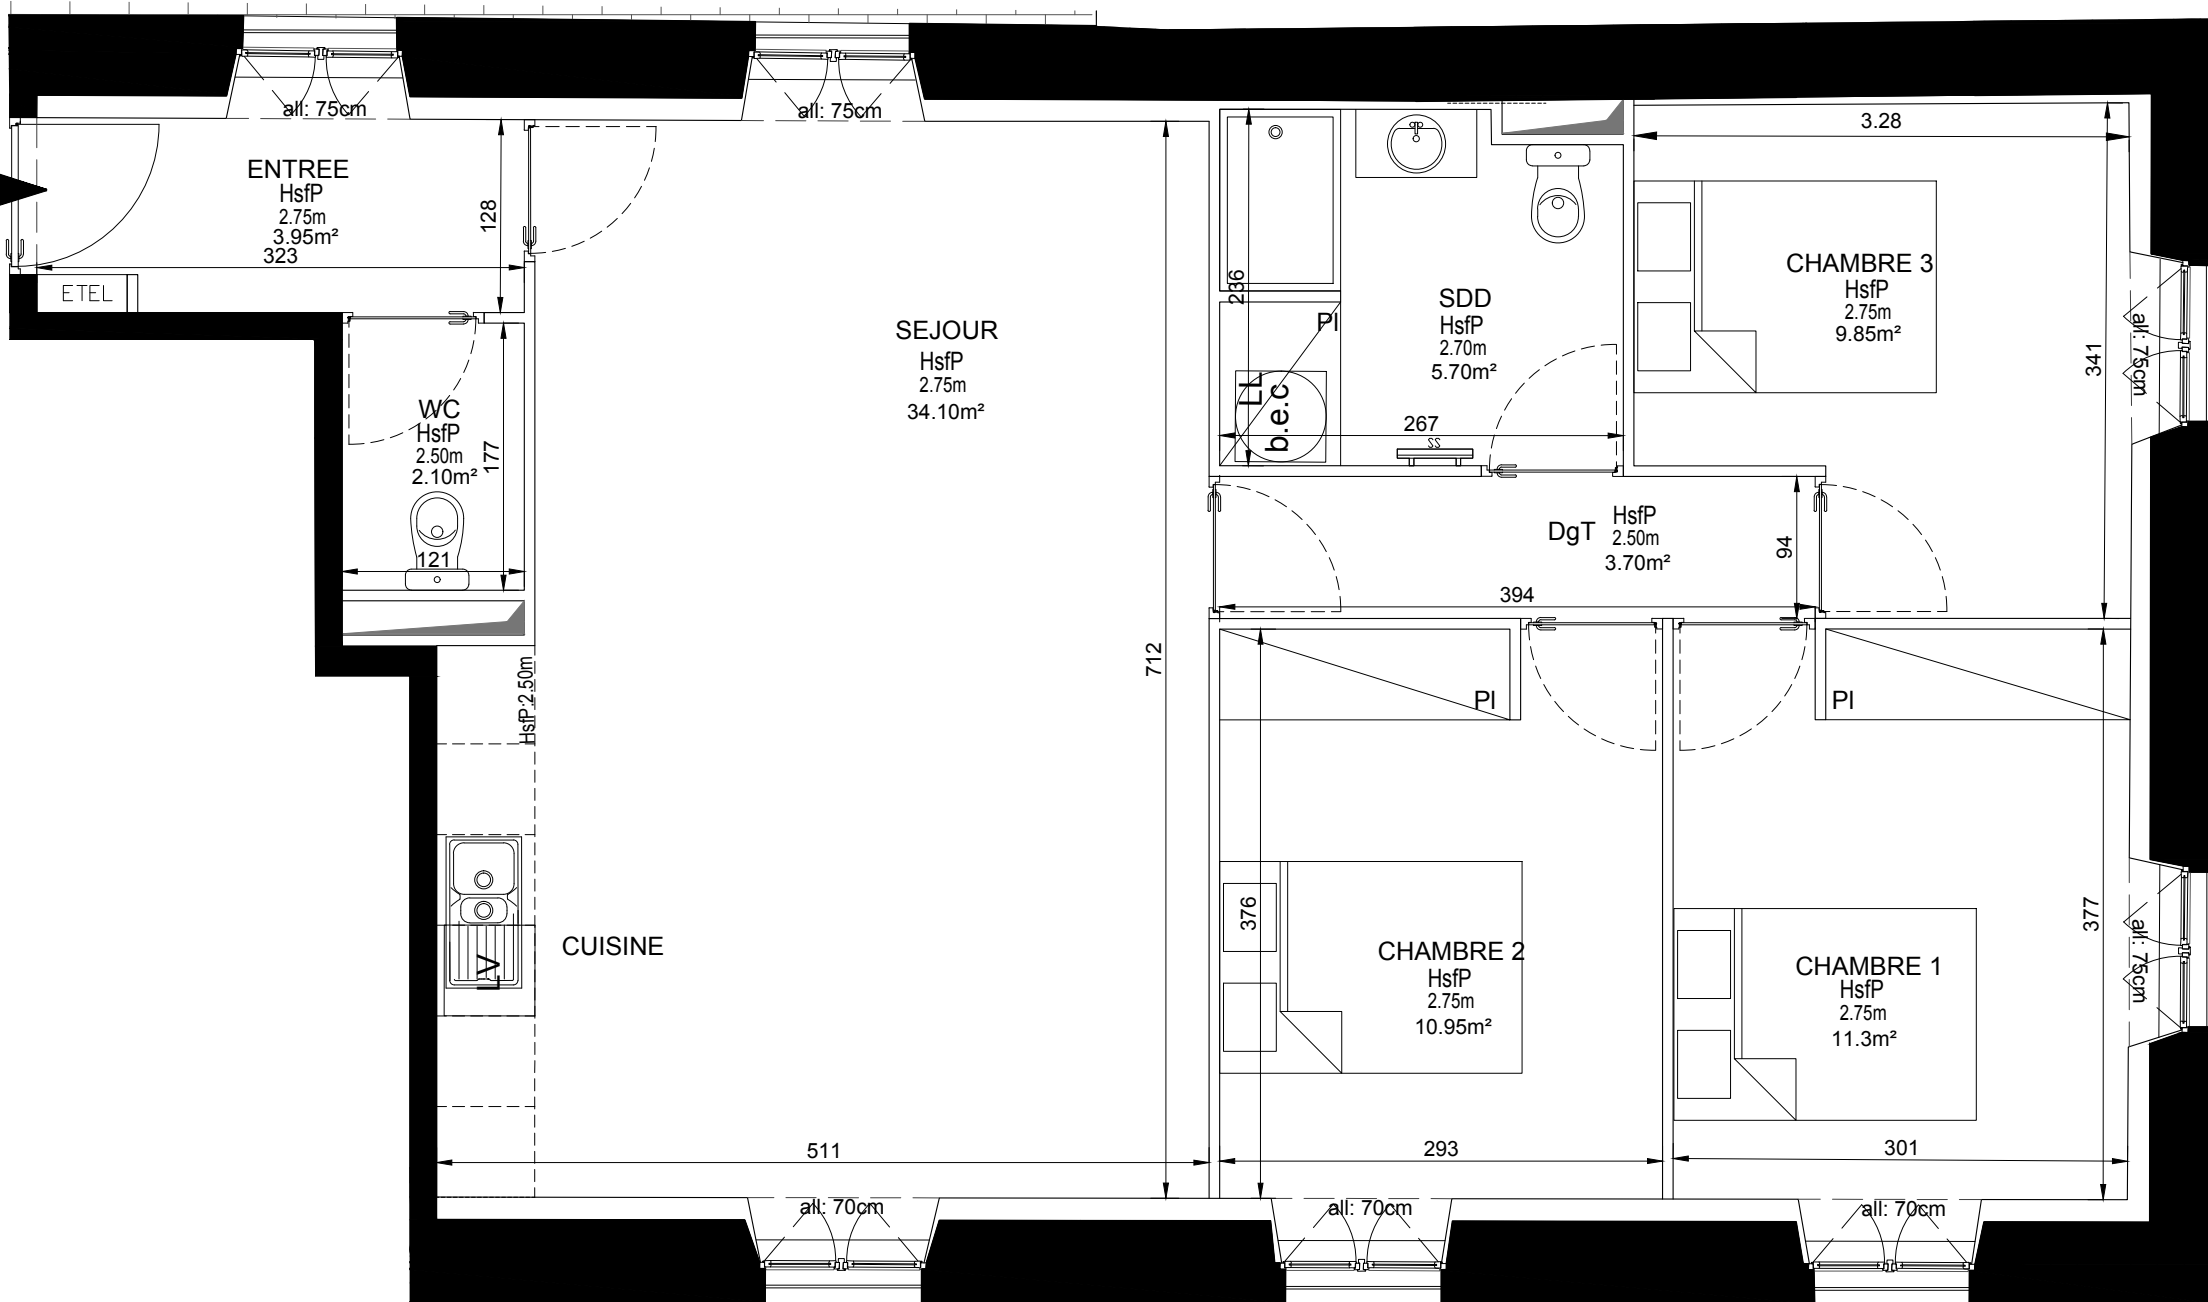 all: 75cm
all: 75cm
ENTREE
HsfP
2.75m
3.95m²
323
128
ETEL
WC
HsfP
2.50m
2.10m²
177
121
HsfP:2.50m
SEJOUR
HsfP
2.75m
34.10m²
712
CUISINE
LV
511
all: 70cm
236
Pl
LL
b.e.c
SDD
HsfP
2.70m
5.70m²
267
3.28
CHAMBRE 3
HsfP
2.75m
9.85m²
341
all: 75cm
DgT
HsfP
2.50m
3.70m²
94
394
Pl
376
CHAMBRE 2
HsfP
2.75m
10.95m²
293
all: 70cm
Pl
377
CHAMBRE 1
HsfP
2.75m
11.3m²
301
all: 75cm
all: 70cm